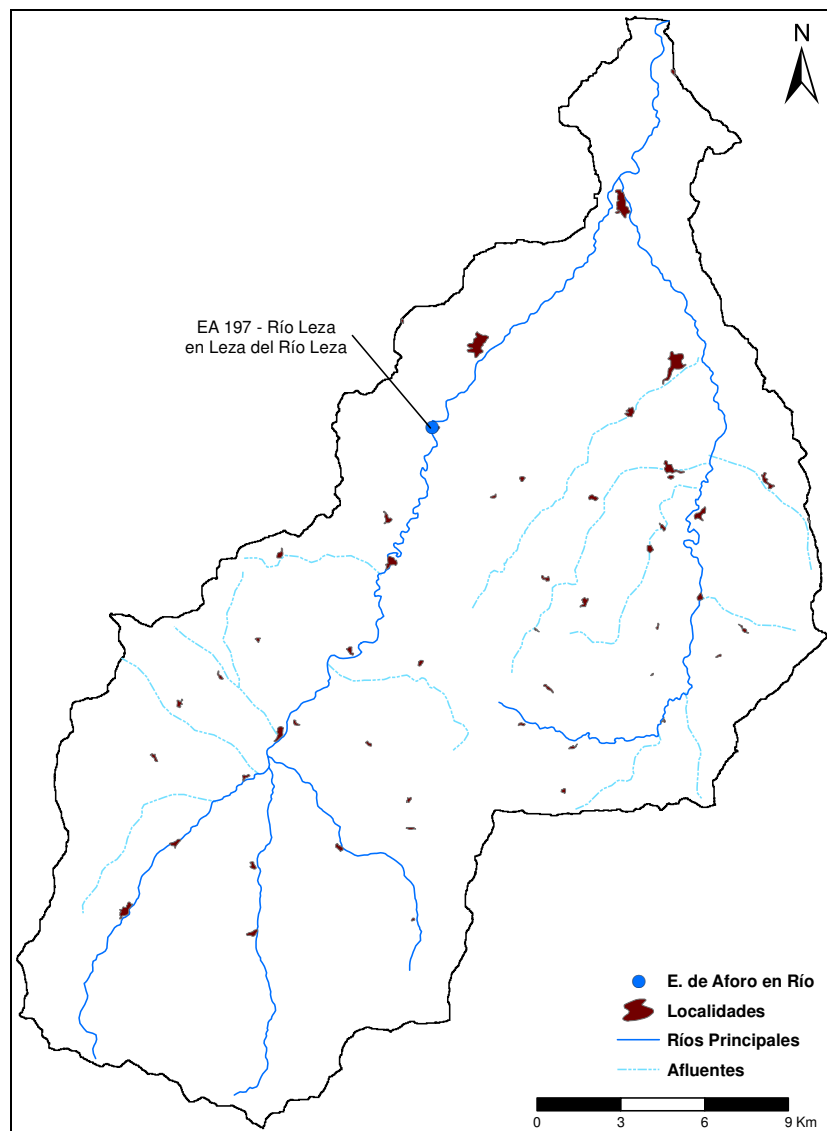 N
EA 197 - Río Leza
en Leza del Río Leza
E. de Aforo en Río
Localidades
Ríos Principales
Afluentes
0 3 6 9 Km